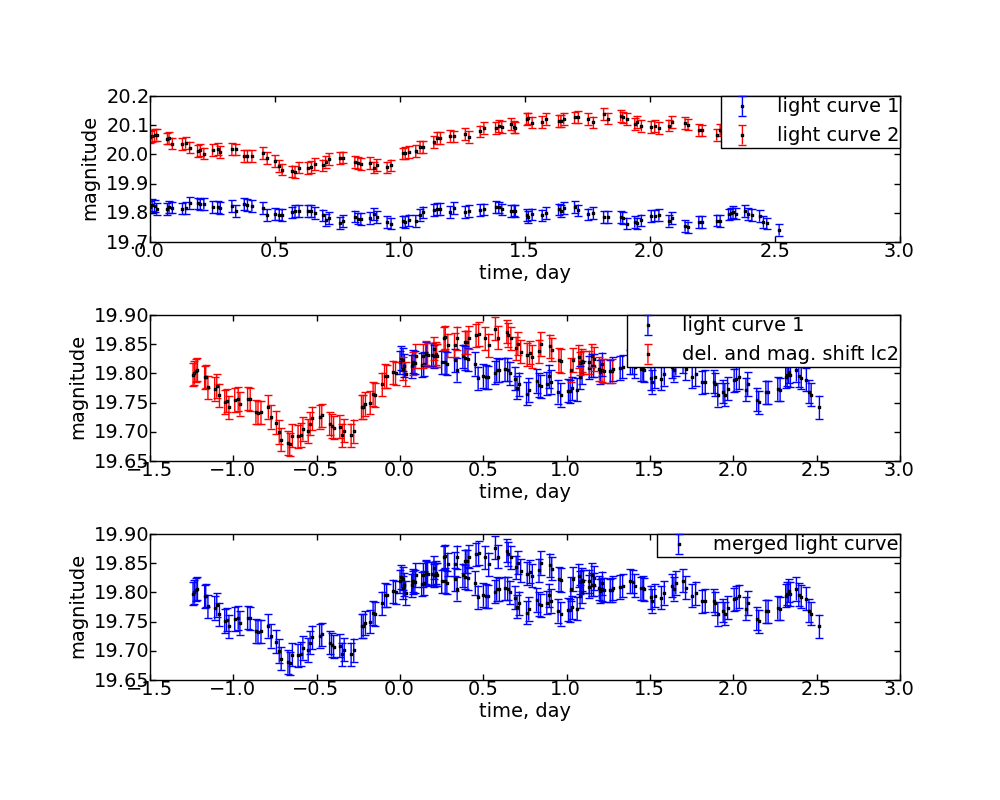 20.2
20.1
20.0
19.9
19.8
19.7
magnitude
light curve 1
light curve 2
0.0 0.5 1.0 1.5 2.0 2.5 3.0
time, day
19.90
19.85
19.80
19.75
19.70
19.65
magnitude
light curve 1
del. and mag. shift lc2
−1.5 −1.0 −0.5 0.0 0.5 1.0 1.5 2.0 2.5 3.0
time, day
19.90
19.85
19.80
19.75
19.70
19.65
magnitude
merged light curve
−1.5 −1.0 −0.5 0.0 0.5 1.0 1.5 2.0 2.5 3.0
time, day